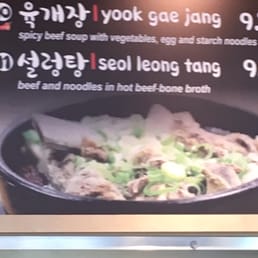 육개장 | yook gae jang 9
spicy beef soup with vegetables, egg and starch noodles
설렁탕 | seol leong tang 9
beef and noodles in hot beef-bone broth